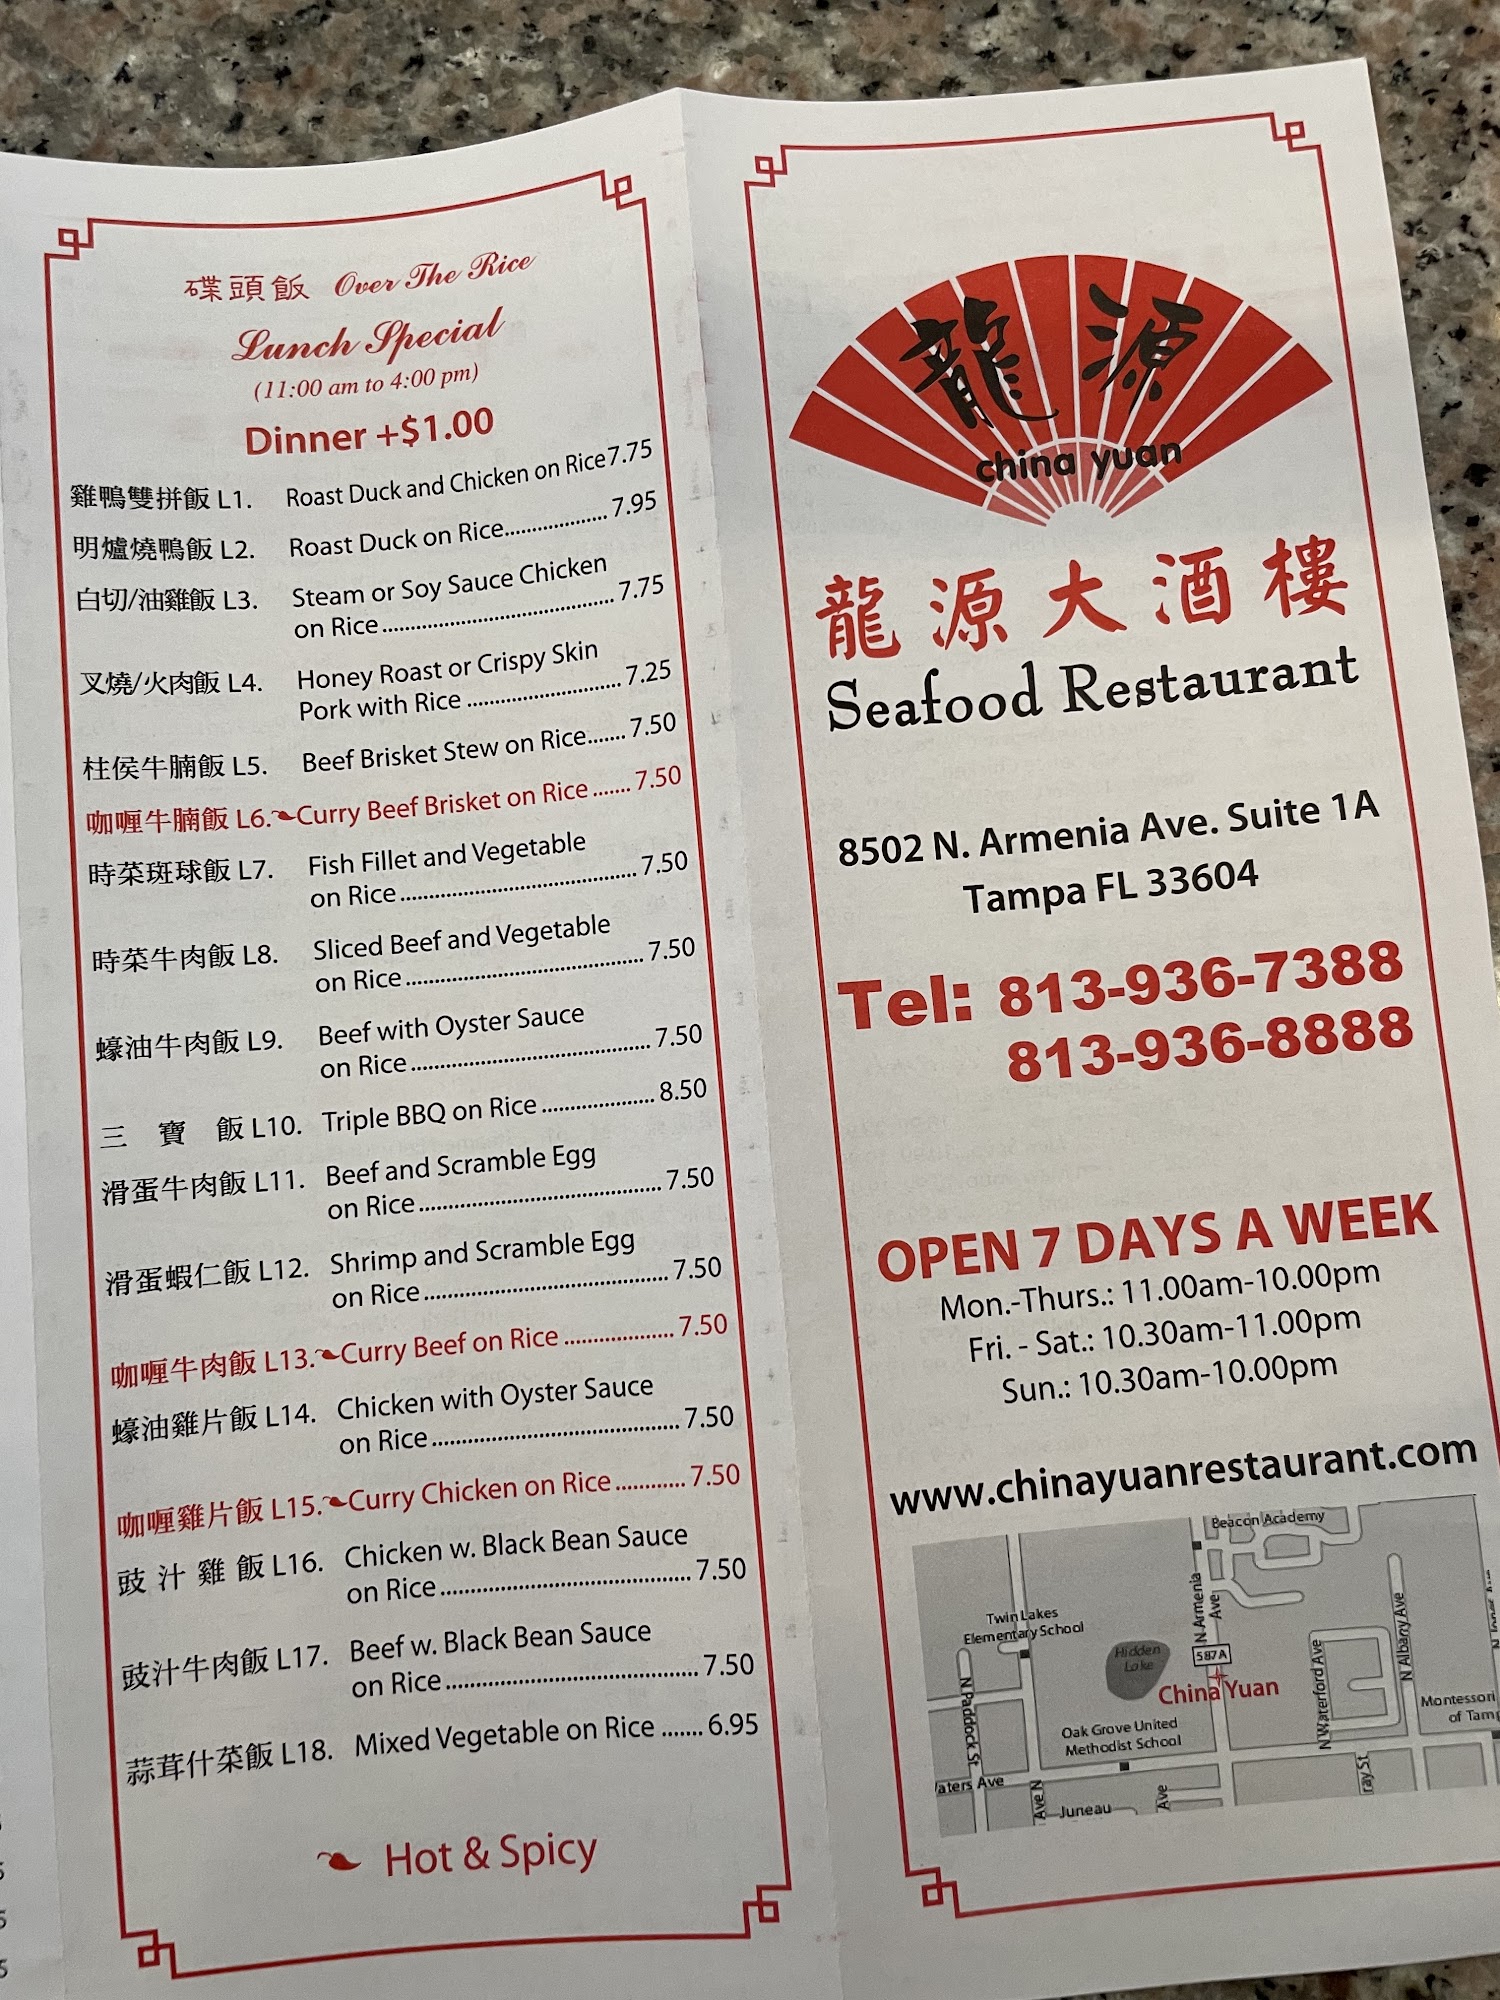 碟頭飯 Over The Rice
Lunch Special
(11:00 am to 4:00 pm)
Dinner +$1.00
雞鴨雙拼飯 L1. Roast Duck and Chicken on Rice 7.75
明爐燒鴨飯 L2. Roast Duck on Rice................... 7.95
白切/油雞飯 L3. Steam or Soy Sauce Chicken
on Rice......................................... 7.75
叉燒/火肉飯 L4. Honey Roast or Crispy Skin
Pork with Rice ............................ 7.25
柱侯牛腩飯 L5. Beef Brisket Stew on Rice....... 7.50
咖喱牛腩飯 L6. Curry Beef Brisket on Rice ....... 7.50
時菜斑球飯 L7. Fish Fillet and Vegetable
on Rice.......................................... 7.50
時菜牛肉飯 L8. Sliced Beef and Vegetable
on Rice.......................................... 7.50
蠔油牛肉飯 L9. Beef with Oyster Sauce
on Rice.......................................... 7.50
三 寶 飯 L10. Triple BBQ on Rice .................... 8.50
滑蛋牛肉飯 L11. Beef and Scramble Egg
on Rice........................................... 7.50
滑蛋蝦仁飯 L12. Shrimp and Scramble Egg
on Rice........................................... 7.50
咖喱牛肉飯 L13. Curry Beef on Rice .................... 7.50
蠔油雞片飯 L14. Chicken with Oyster Sauce
on Rice............................................ 7.50
咖喱雞片飯 L15. Curry Chicken on Rice ............ 7.50
豉 汁 雞 飯 L16. Chicken w. Black Bean Sauce
on Rice............................................ 7.50
豉汁牛肉飯 L17. Beef w. Black Bean Sauce
on Rice............................................ 7.50
蒜茸什菜飯 L18. Mixed Vegetable on Rice ....... 6.95
Hot & Spicy
龍源
china yuan
龍源大酒樓
Seafood Restaurant
8502 N. Armenia Ave. Suite 1A
Tampa FL 33604
Tel: 813-936-7388
813-936-8888
OPEN 7 DAYS A WEEK
Mon.-Thurs.: 11.00am-10.00pm
Fri. - Sat.: 10.30am-11.00pm
Sun.: 10.30am-10.00pm
www.chinayuanrestaurant.com
Beacon Academy
Twin Lakes
Elementary School
Hidden
Lake
N Armenia
Ave
587A
China Yuan
N Paddock St
Oak Grove United
Methodist School
N Waterford Ave
N Albany Ave
Montessori
of Tamp
aters Ave
Ave N
Juneau
Ave
ray St